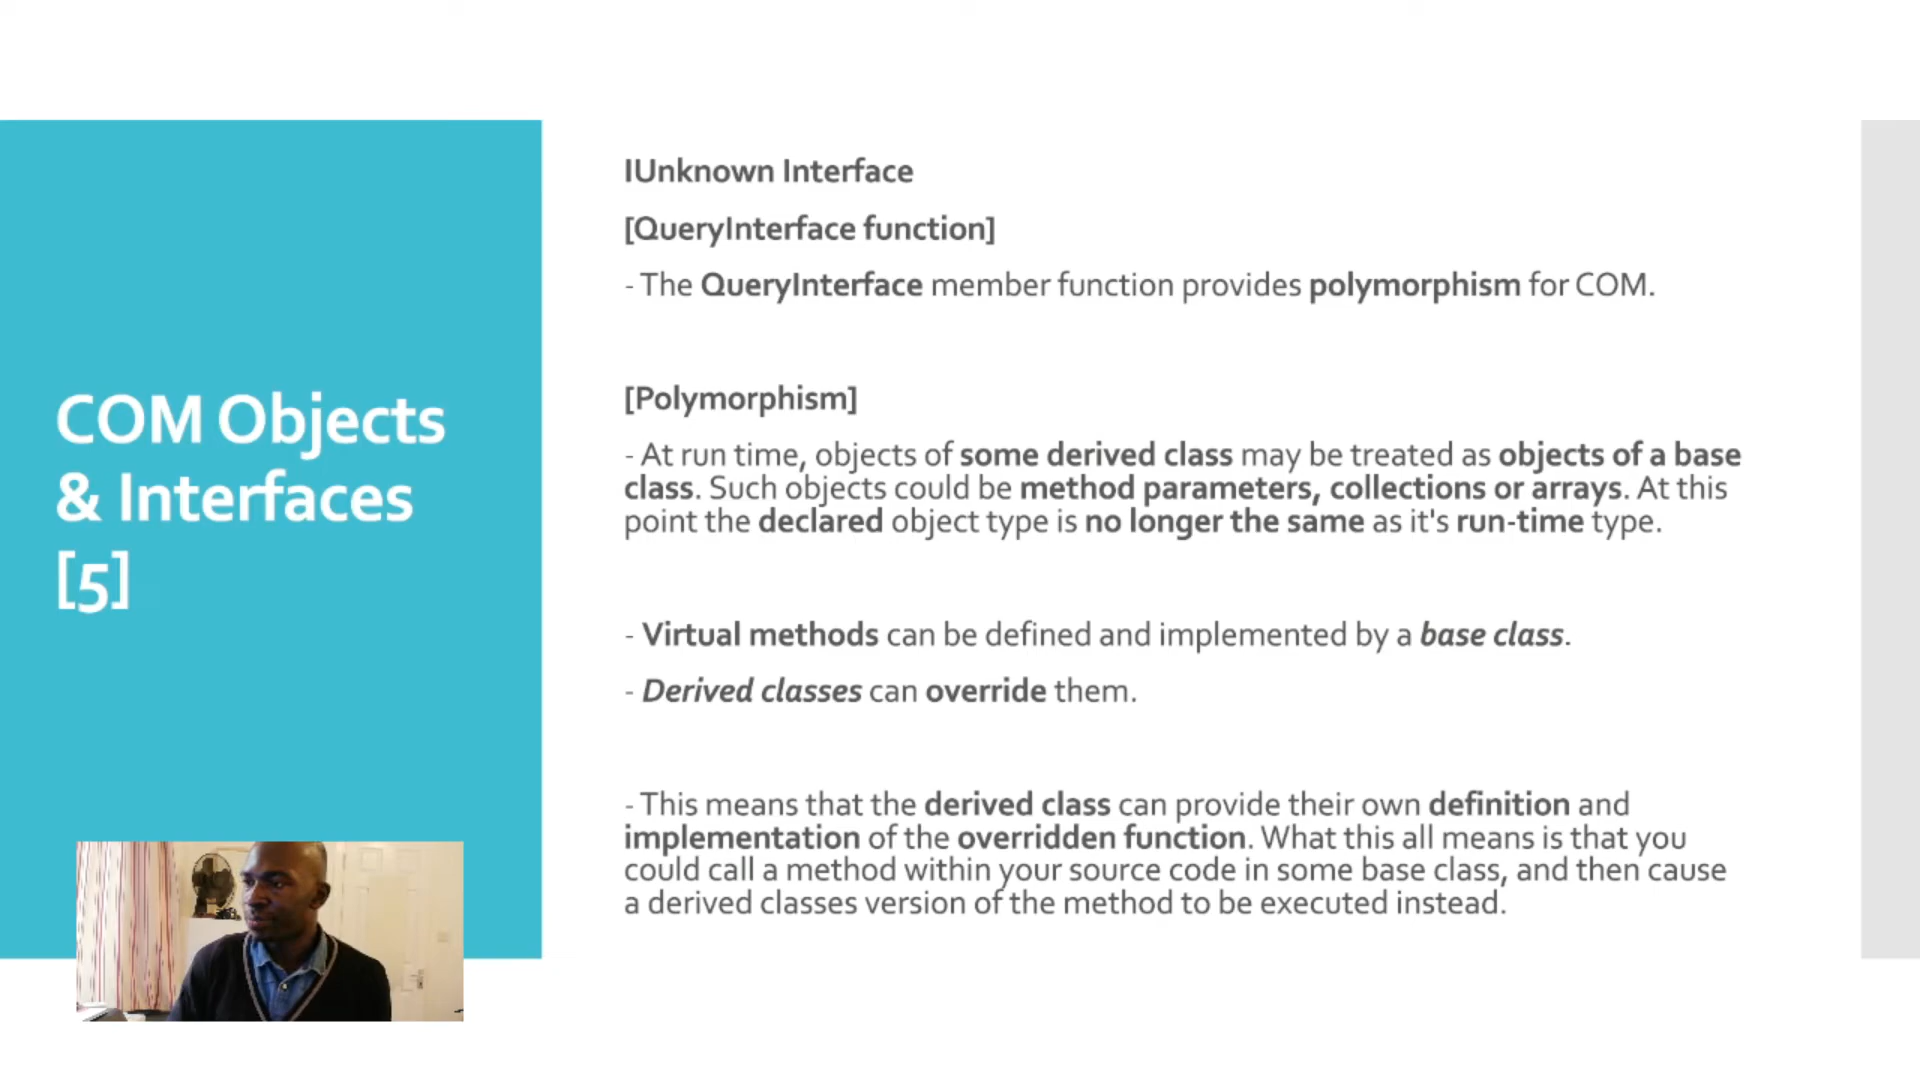 COM Objects
& Interfaces
[5]
IUnknown Interface
[QueryInterface function]
- The QueryInterface member function provides polymorphism for COM.
[Polymorphism]
- At run time, objects of some derived class may be treated as objects of a base
class. Such objects could be method parameters, collections or arrays. At this
point the declared object type is no longer the same as it's run-time type.
- Virtual methods can be defined and implemented by a base class.
- Derived classes can override them.
- This means that the derived class can provide their own definition and
implementation of the overridden function. What this all means is that you
could call a method within your source code in some base class, and then cause
a derived classes version of the method to be executed instead.